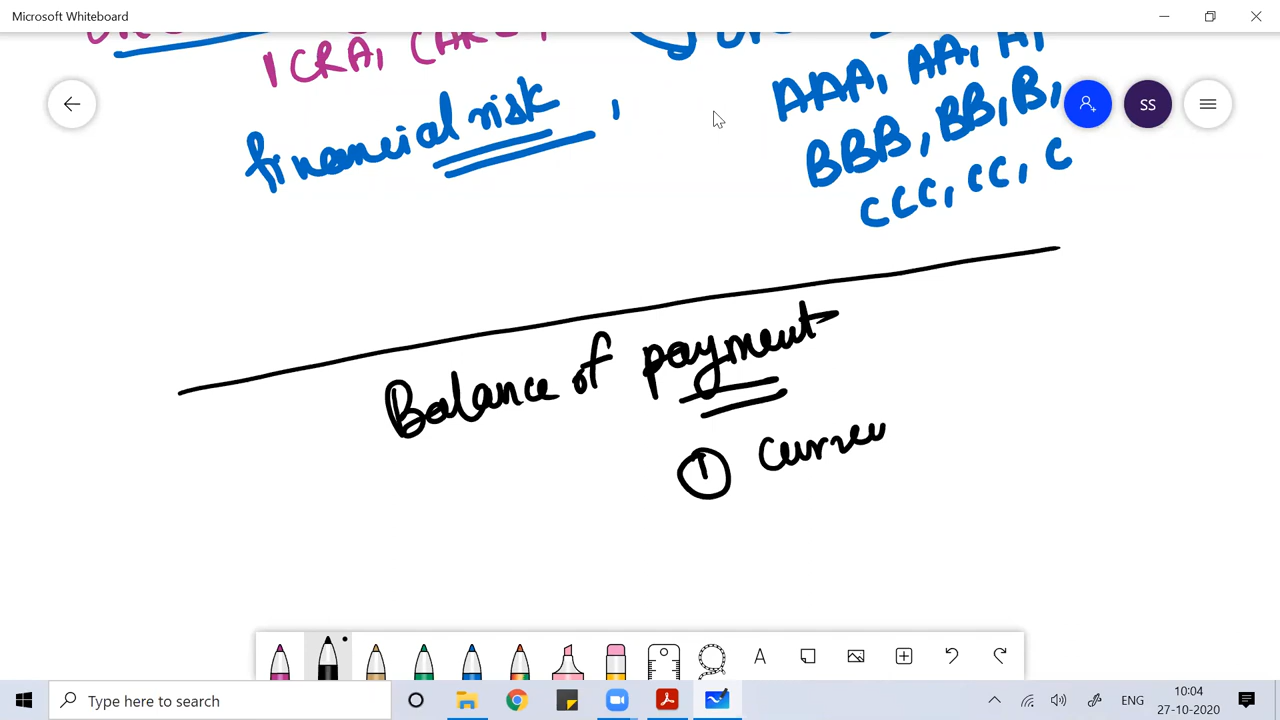 Microsoft Whiteboard
ICRA, CARE,
AAA, AA, A,
financial risk,
BBB, BB, B,
CCC, CC, C
SS
Balance of payment
① curren
A
Type here to search
ENG
10:04
27-10-2020